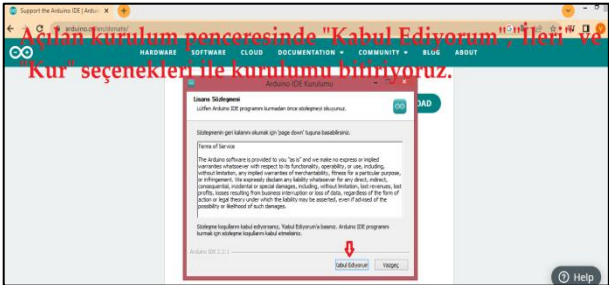 Support the Arduino IDE | Ardui
Açılan kurulum penceresinde "Kabul Ediyorum", "İleri" ve
"Kur" seçenekleri ile kurulumu bitiriyoruz.
HARDWARE SOFTWARE CLOUD DOCUMENTATION COMMUNITY BLOG ABOUT
Arduino IDE Kurulumu
Lisans Sözleşmesi
Lütfen Arduino IDE programını kurmadan önce sözleşmeyi okuyunuz.
OAD
Sözleşmenin geri kalanını okumak için 'page down' tuşuna basabilirsiniz.
Terms of Service
The Arduino software is provided to you "as is" and we make no express or implied
warranties whatsoever with respect to its functionality, operability, or use, including,
without limitation, any implied warranties of merchantability, fitness for a particular purpose,
or infringement. We expressly disclaim any liability whatsoever for any direct, indirect,
consequential, incidental or special damages, including, without limitation, lost revenues, lost
profits, losses resulting from business interruption or loss of data, regardless of the form of
action or legal theory under which the liability may be asserted, even if advised of the
possibility or likelihood of such damages.
Sözleşme koşullarını kabul ediyorsanız, 'Kabul Ediyorum'a basınız. Arduino IDE programını
kurmak için sözleşme koşullarını kabul etmelisiniz.
Arduino IDE 2.2.1
Kabul Ediyorum Vazgeç
Help